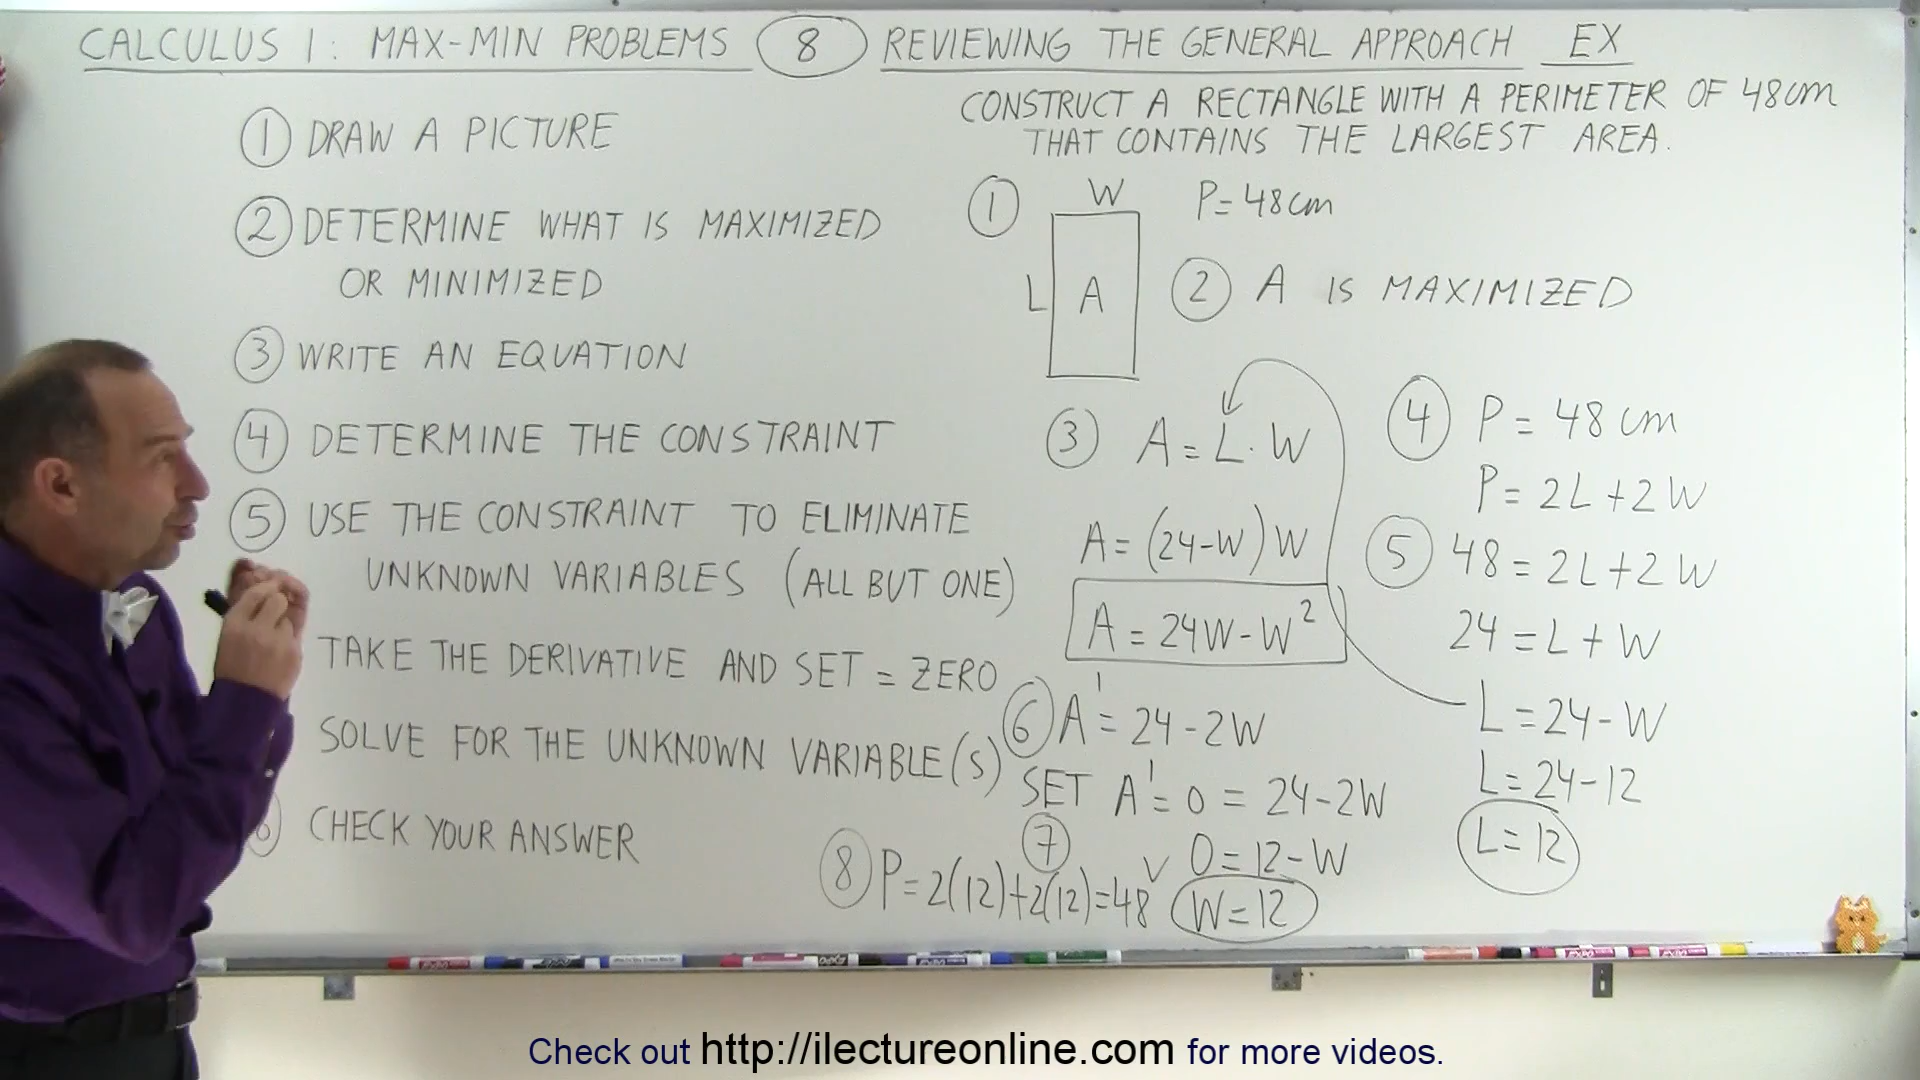 CALCULUS 1: MAX-MIN PROBLEMS 8 REVIEWING THE GENERAL APPROACH EX
1 DRAW A PICTURE
2 DETERMINE WHAT IS MAXIMIZED
OR MINIMIZED
3 WRITE AN EQUATION
4 DETERMINE THE CONSTRAINT
5 USE THE CONSTRAINT TO ELIMINATE
UNKNOWN VARIABLES (ALL BUT ONE)
TAKE THE DERIVATIVE AND SET = ZERO
SOLVE FOR THE UNKNOWN VARIABLE(S)
CHECK YOUR ANSWER
CONSTRUCT A RECTANGLE WITH A PERIMETER OF 48cm
THAT CONTAINS THE LARGEST AREA.
1 W P=48cm
L A
2 A IS MAXIMIZED
3 A = L · W
A = (24-W)W
A = 24W-W²
6 A' = 24-2W
SET A' = 0 = 24-2W
7 0 = 12-W
W=12
8 P=2(12)+2(12)=48 ✓
4 P = 48cm
P = 2L+2W
5 48 = 2L+2W
24 = L+W
L = 24-W
L = 24-12
L = 12
Check out http://ilectureonline.com for more videos.